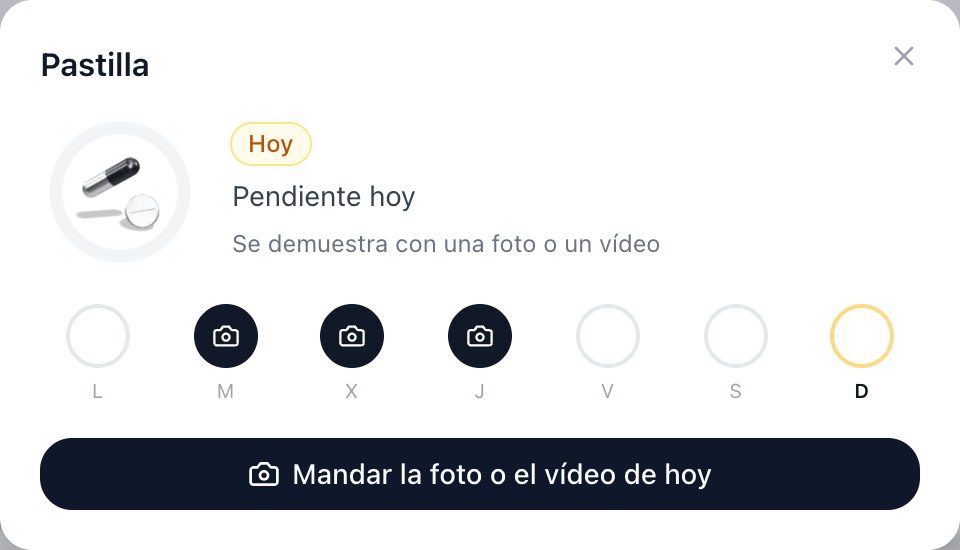 Pastilla
Hoy
Pendiente hoy
Se demuestra con una foto o un vídeo
L M X J V S D
Mandar la foto o el vídeo de hoy